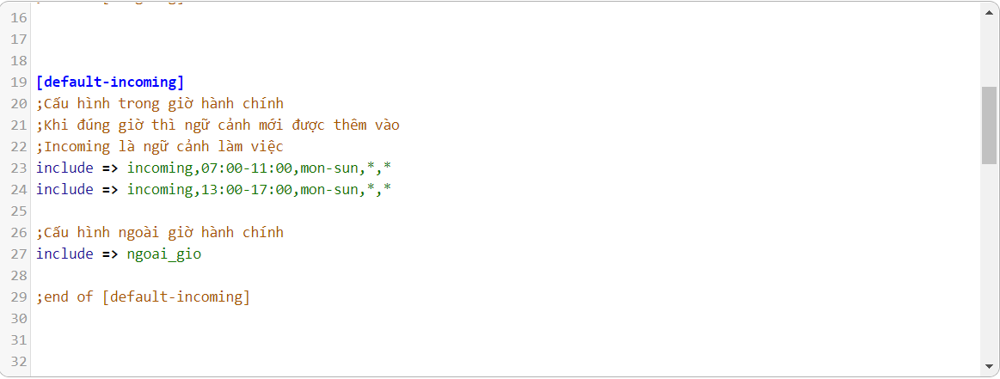 16
17
18
19 [default-incoming]
20 ;Cấu hình trong giờ hành chính
21 ;Khi đúng giờ thì ngữ cảnh mới được thêm vào
22 ;Incoming là ngữ cảnh làm việc
23 include => incoming,07:00-11:00,mon-sun,*,*
24 include => incoming,13:00-17:00,mon-sun,*,*
25
26 ;Cấu hình ngoài giờ hành chính
27 include => ngoai_gio
28
29 ;end of [default-incoming]
30
31
32